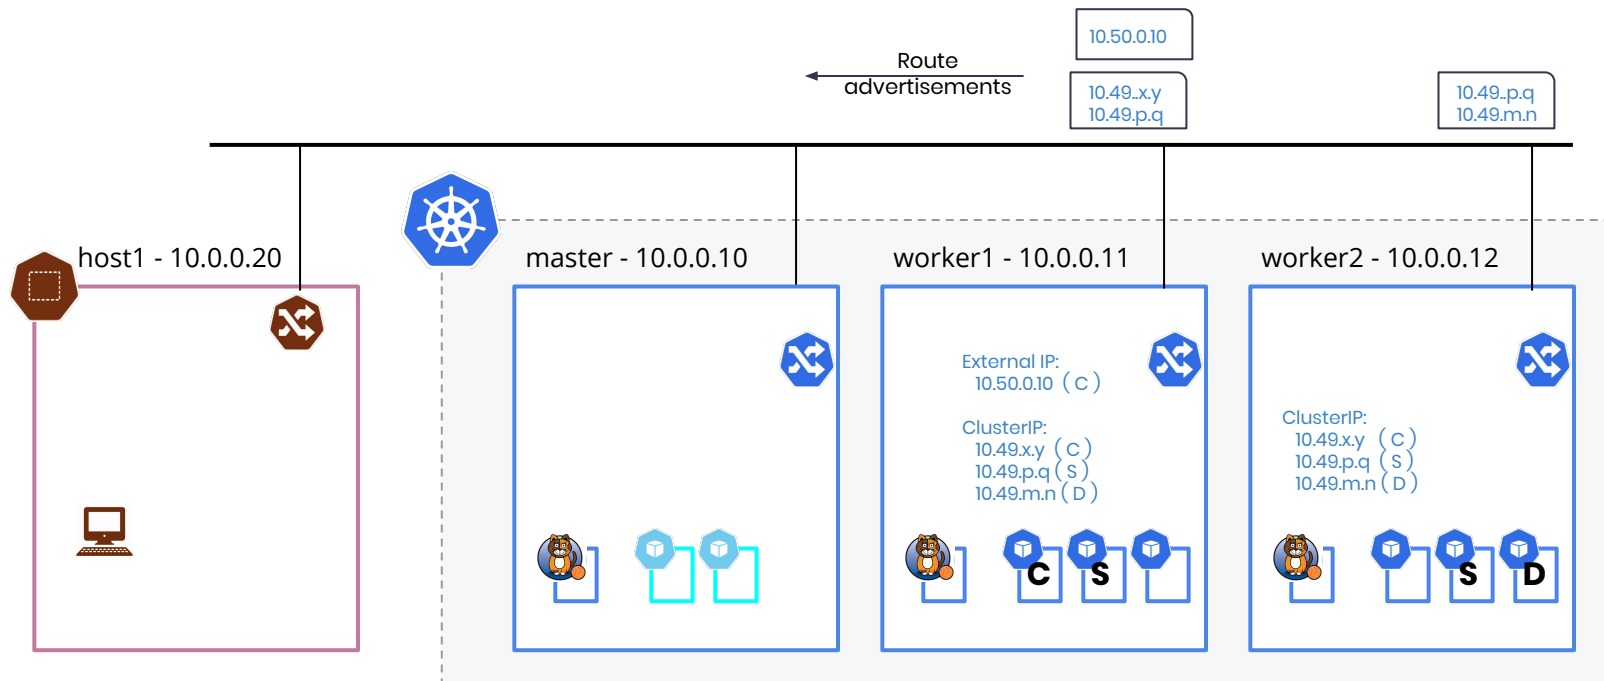 10.50.0.10
Route
advertisements
10.49..x.y
10.49.p.q
10.49..p.q
10.49.m.n
host1 - 10.0.0.20
master - 10.0.0.10
worker1 - 10.0.0.11
worker2 - 10.0.0.12
External IP:
10.50.0.10 ( C )
ClusterIP:
10.49.x.y ( C )
10.49.p.q ( S )
10.49.m.n ( D )
ClusterIP:
10.49.x.y ( C )
10.49.p.q ( S )
10.49.m.n ( D )
C
S
S
D